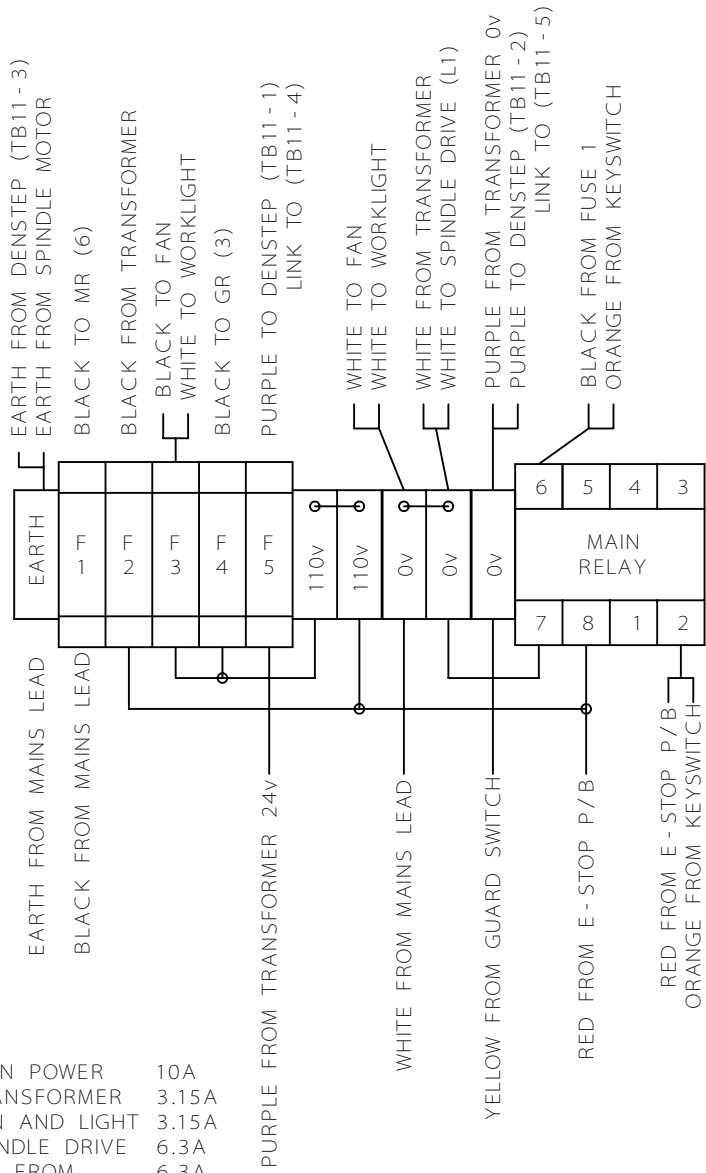 EARTH FROM DENSTEP (TB11 - 3)
EARTH FROM SPINDLE MOTOR
BLACK TO MR (6)
BLACK FROM TRANSFORMER
BLACK TO FAN
WHITE TO WORKLIGHT
BLACK TO GR (3)
PURPLE TO DENSTEP (TB11 - 1)
LINK TO (TB11 - 4)
WHITE TO FAN
WHITE TO WORKLIGHT
WHITE FROM TRANSFORMER
WHITE TO SPINDLE DRIVE (L1)
PURPLE FROM TRANSFORMER 0v
PURPLE TO DENSTEP (TB11 - 2)
LINK TO (TB11 - 5)
BLACK FROM FUSE 1
ORANGE FROM KEYSWITCH
EARTH
F 1
F 2
F 3
F 4
F 5
110v
110v
0v
0v
0v
6
5
4
3
MAIN
RELAY
7
8
1
2
EARTH FROM MAINS LEAD
BLACK FROM MAINS LEAD
PURPLE FROM TRANSFORMER 24v
WHITE FROM MAINS LEAD
YELLOW FROM GUARD SWITCH
RED FROM E - STOP P / B
RED FROM E - STOP P / B
ORANGE FROM KEYSWITCH
N POWER 10A
ANSFORMER 3.15A
N AND LIGHT 3.15A
NDLE DRIVE 6.3A
FROM 6.3A